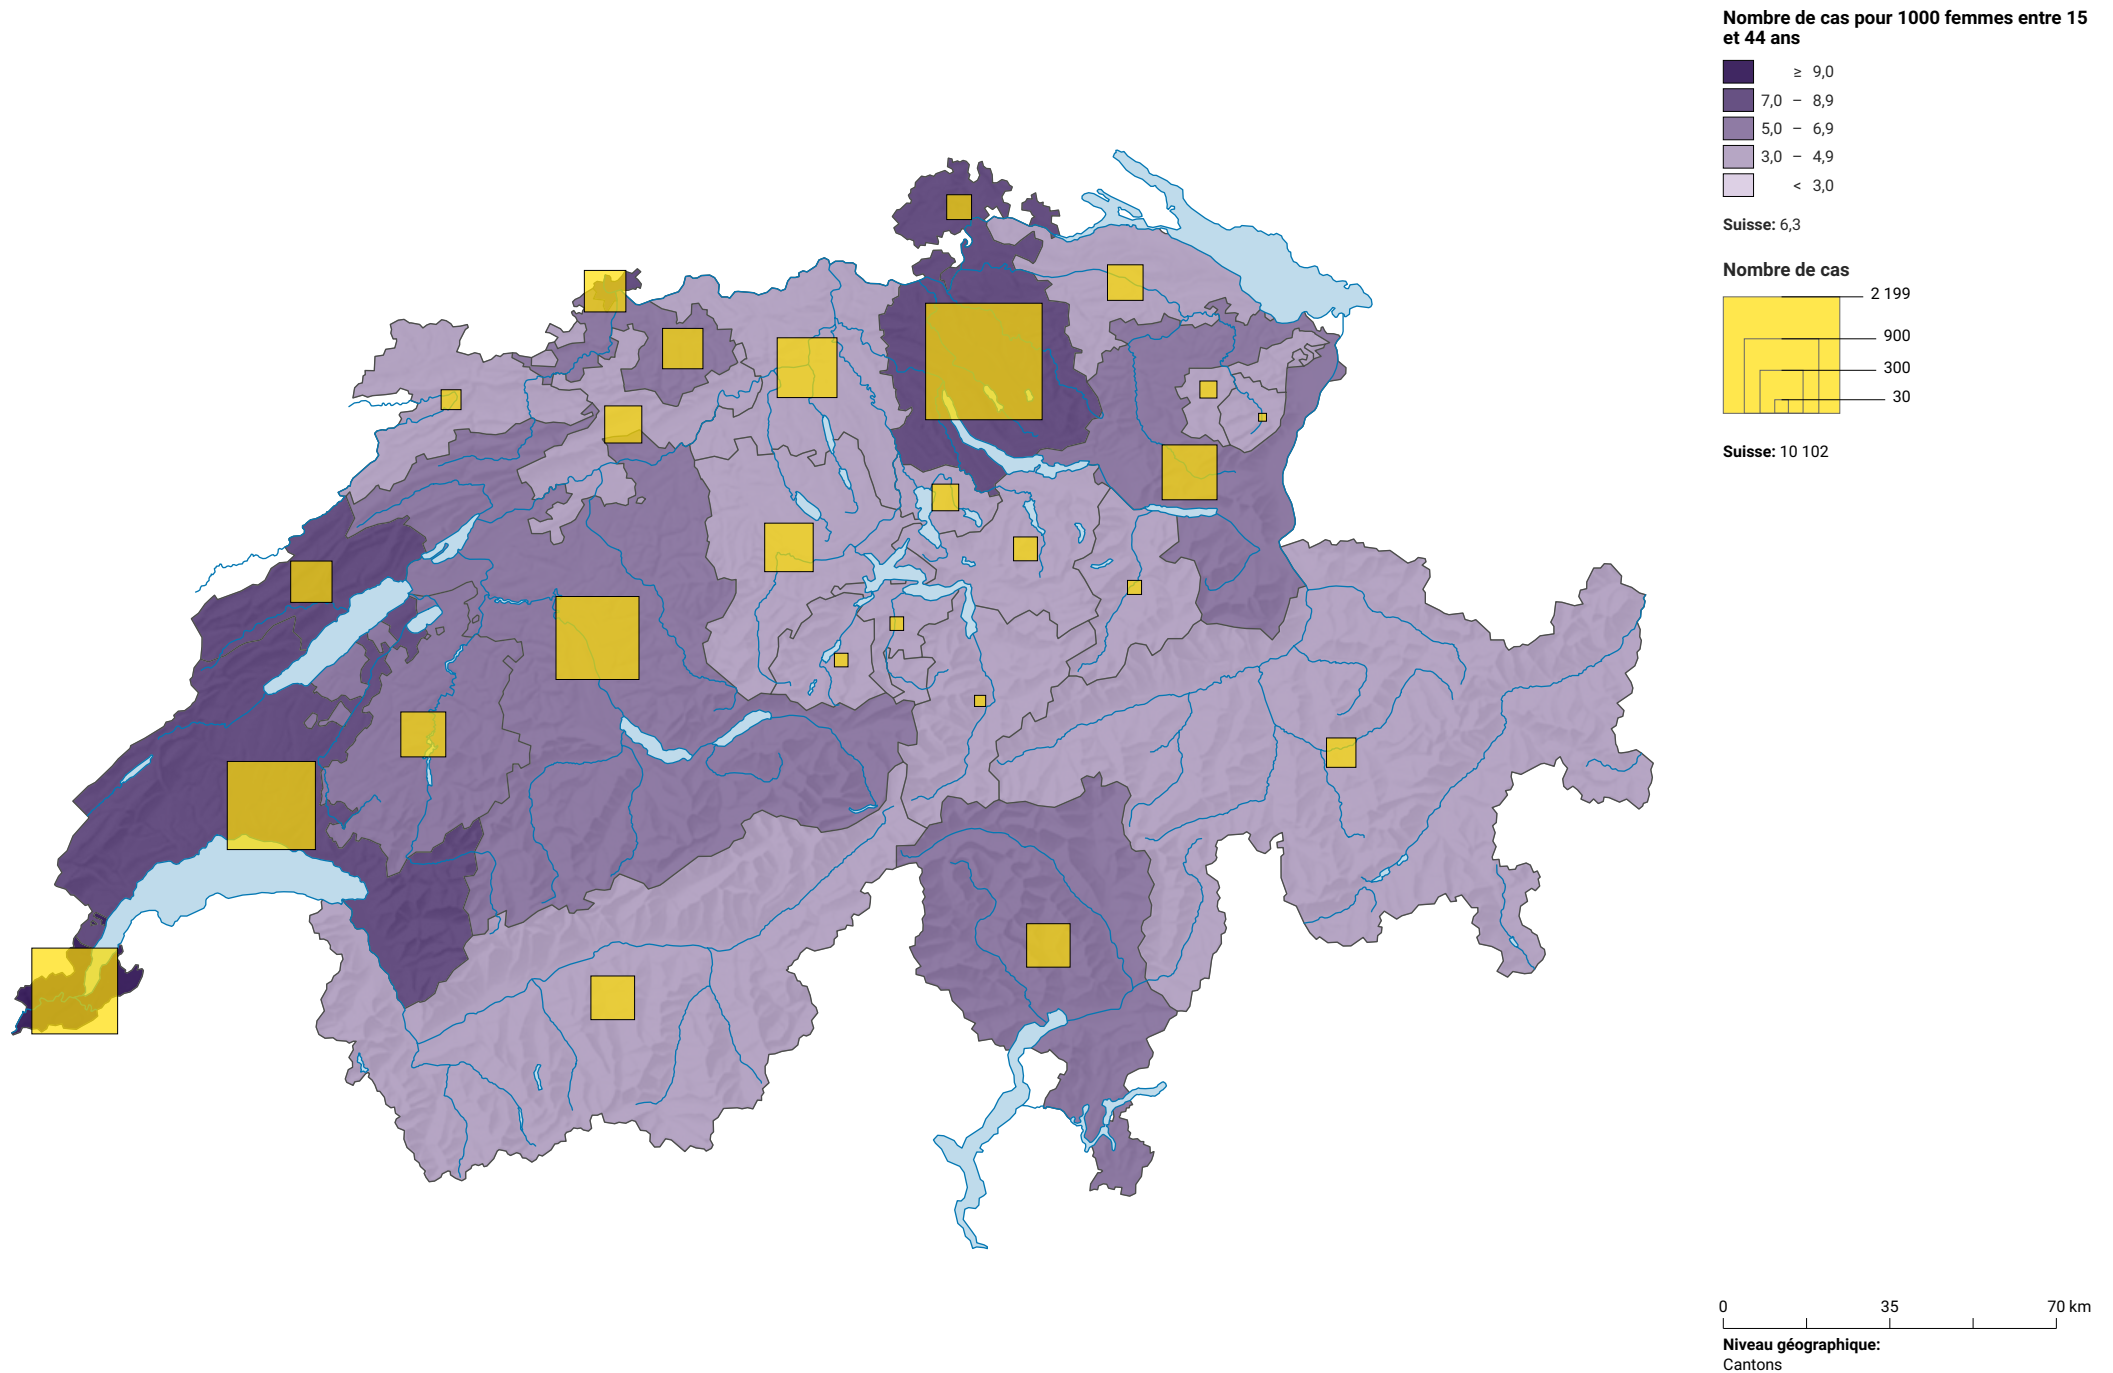 Nombre de cas pour 1000 femmes entre 15
et 44 ans
≥ 9,0
7,0 – 8,9
5,0 – 6,9
3,0 – 4,9
< 3,0
Suisse: 6,3
Nombre de cas
2 199
900
300
30
Suisse: 10 102
0 35 70 km
Niveau géographique:
Cantons